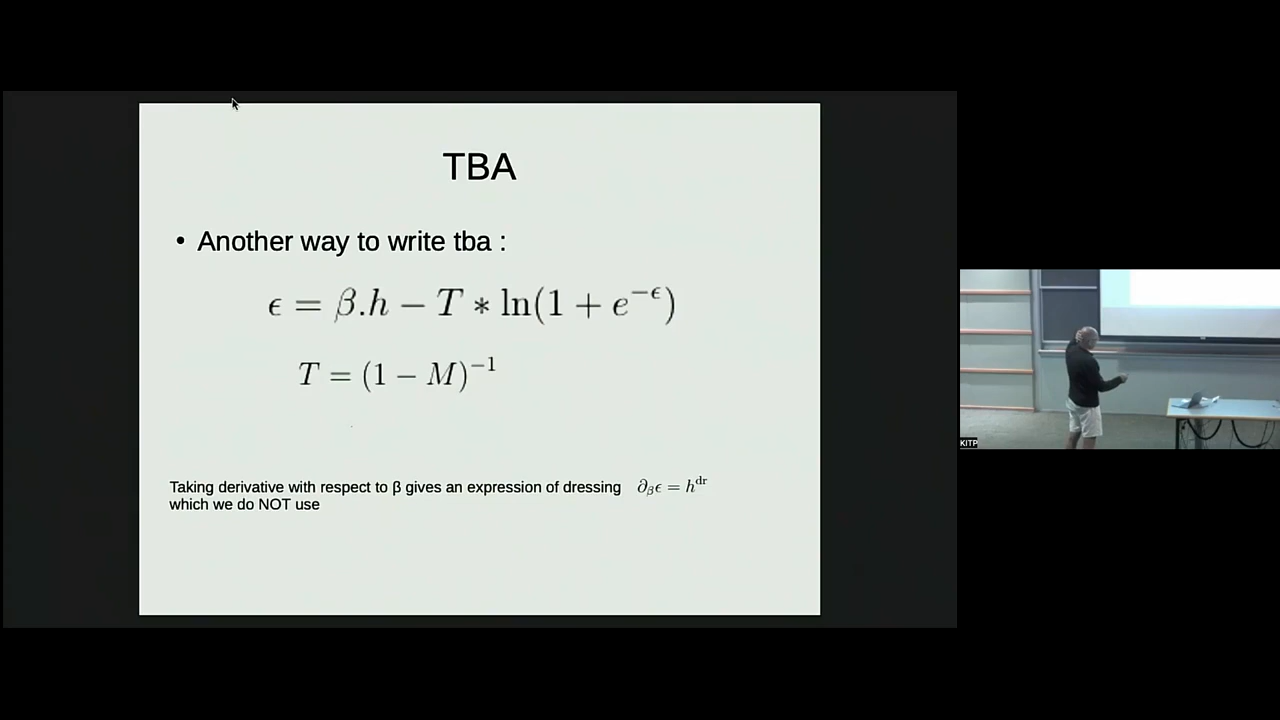 TBA
• Another way to write tba :
ϵ = β.h − T * ln(1 + e^{−ϵ})
T = (1 − M)^{−1}
Taking derivative with respect to β gives an expression of dressing ∂_βϵ = h^{dr}
which we do NOT use
KITP